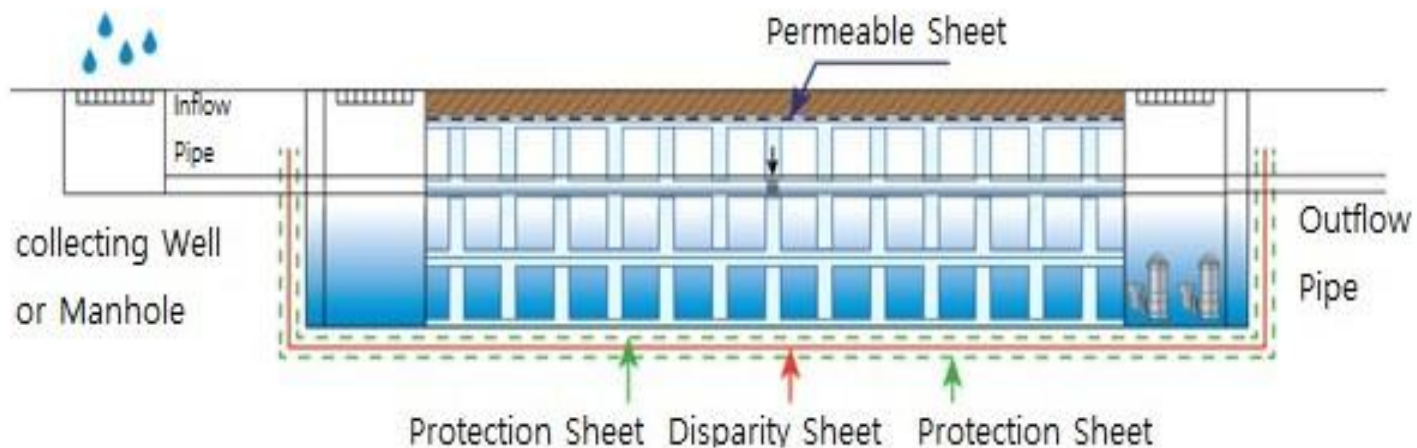 Permeable Sheet
Inflow
Pipe
collecting Well
or Manhole
Outflow
Pipe
Protection Sheet
Disparity Sheet
Protection Sheet